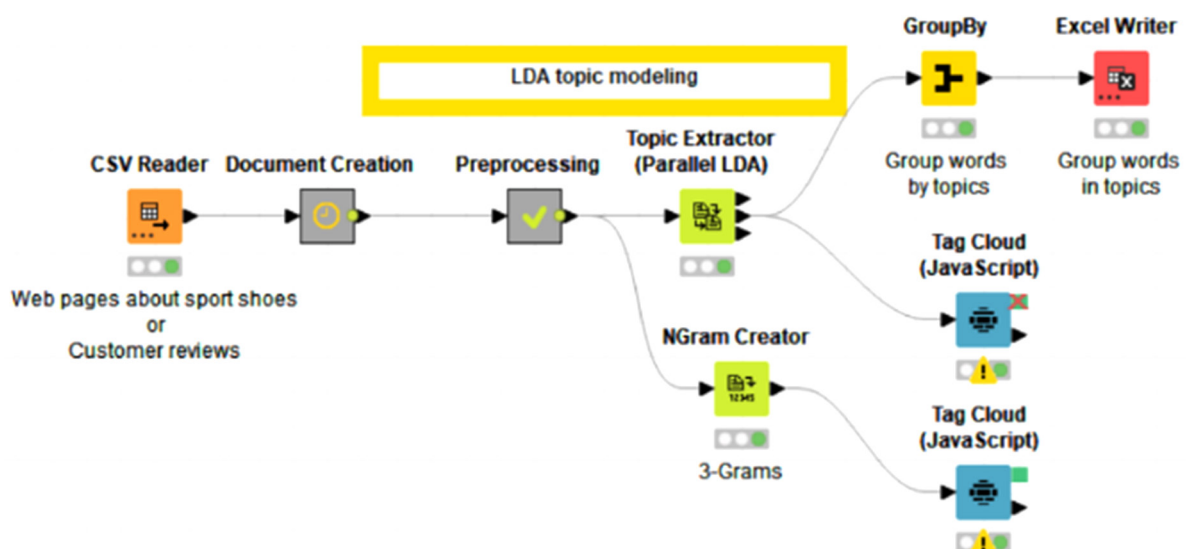 GroupBy
Excel Writer
LDA topic modeling
Group words
by topics
Group words
in topics
CSV Reader
Document Creation
Preprocessing
Topic Extractor
(Parallel LDA)
Web pages about sport shoes
or
Customer reviews
Tag Cloud
(JavaScript)
NGram Creator
12345
3-Grams
Tag Cloud
(JavaScript)